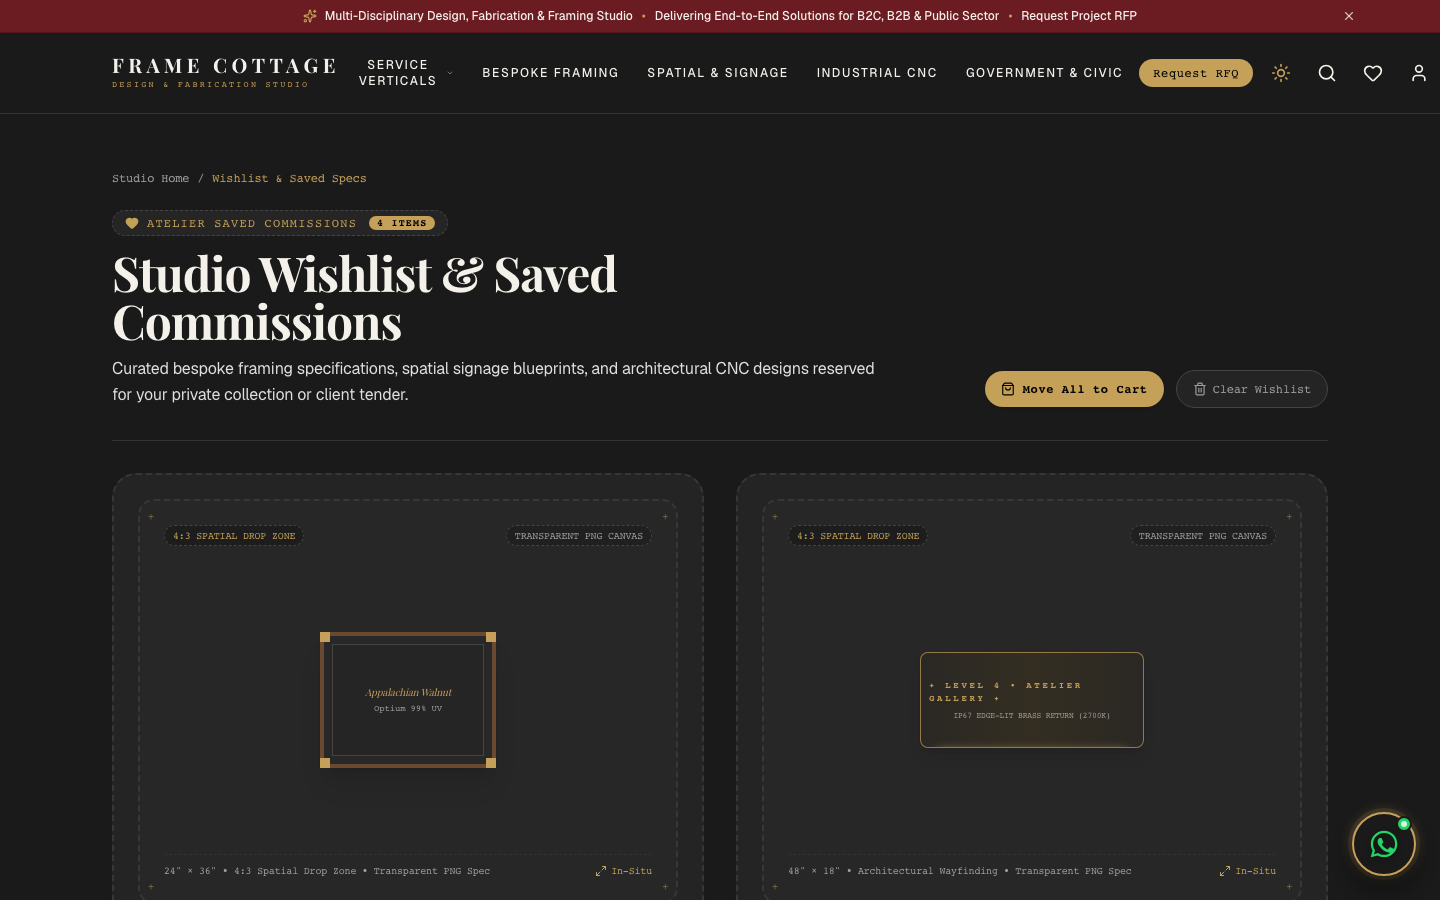 Multi-Disciplinary Design, Fabrication & Framing Studio • Delivering End-to-End Solutions for B2C, B2B & Public Sector • Request Project RFP
FRAME COTTAGE
DESIGN & FABRICATION STUDIO
SERVICE VERTICALS
BESPOKE FRAMING
SPATIAL & SIGNAGE
INDUSTRIAL CNC
GOVERNMENT & CIVIC
Request RFQ
Studio Home / Wishlist & Saved Specs
ATELIER SAVED COMMISSIONS 4 ITEMS
Studio Wishlist & Saved
Commissions
Curated bespoke framing specifications, spatial signage blueprints, and architectural CNC designs reserved
for your private collection or client tender.
Move All to Cart
Clear Wishlist
4:3 SPATIAL DROP ZONE
TRANSPARENT PNG CANVAS
Appalachian Walnut
Optium 99% UV
24" × 36" • 4:3 Spatial Drop Zone • Transparent PNG Spec
In-Situ
4:3 SPATIAL DROP ZONE
TRANSPARENT PNG CANVAS
✦ LEVEL 4 • ATELIER
GALLERY ✦
IP67 EDGE-LIT BRASS RETURN (2700K)
48" × 18" • Architectural Wayfinding • Transparent PNG Spec
In-Situ